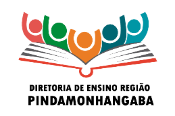 DIRETORIA DE ENSINO REGIÃO
PINDAMONHANGABA